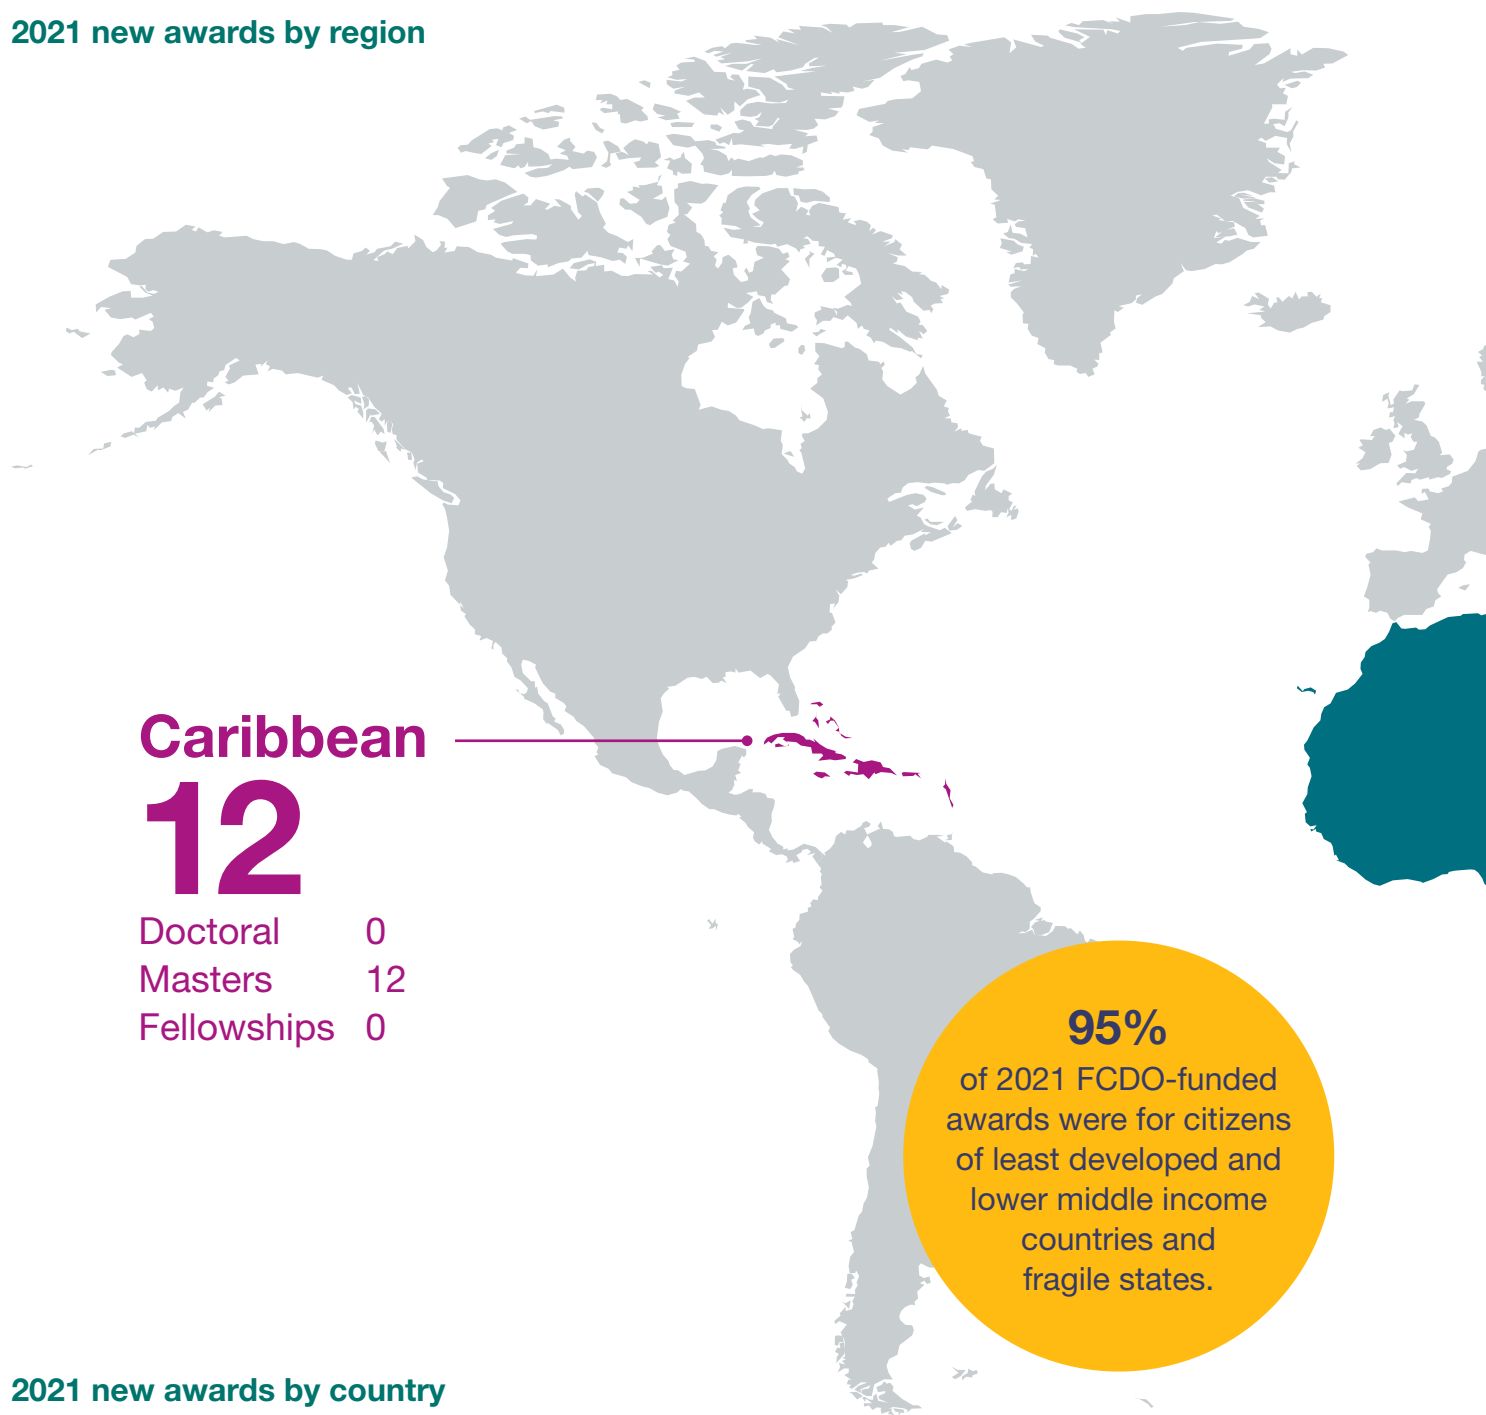 2021 new awards by region
Caribbean
12
Doctoral 0
Masters 12
Fellowships 0
95%
of 2021 FCDO-funded
awards were for citizens
of least developed and
lower middle income
countries and
fragile states.
2021 new awards by country